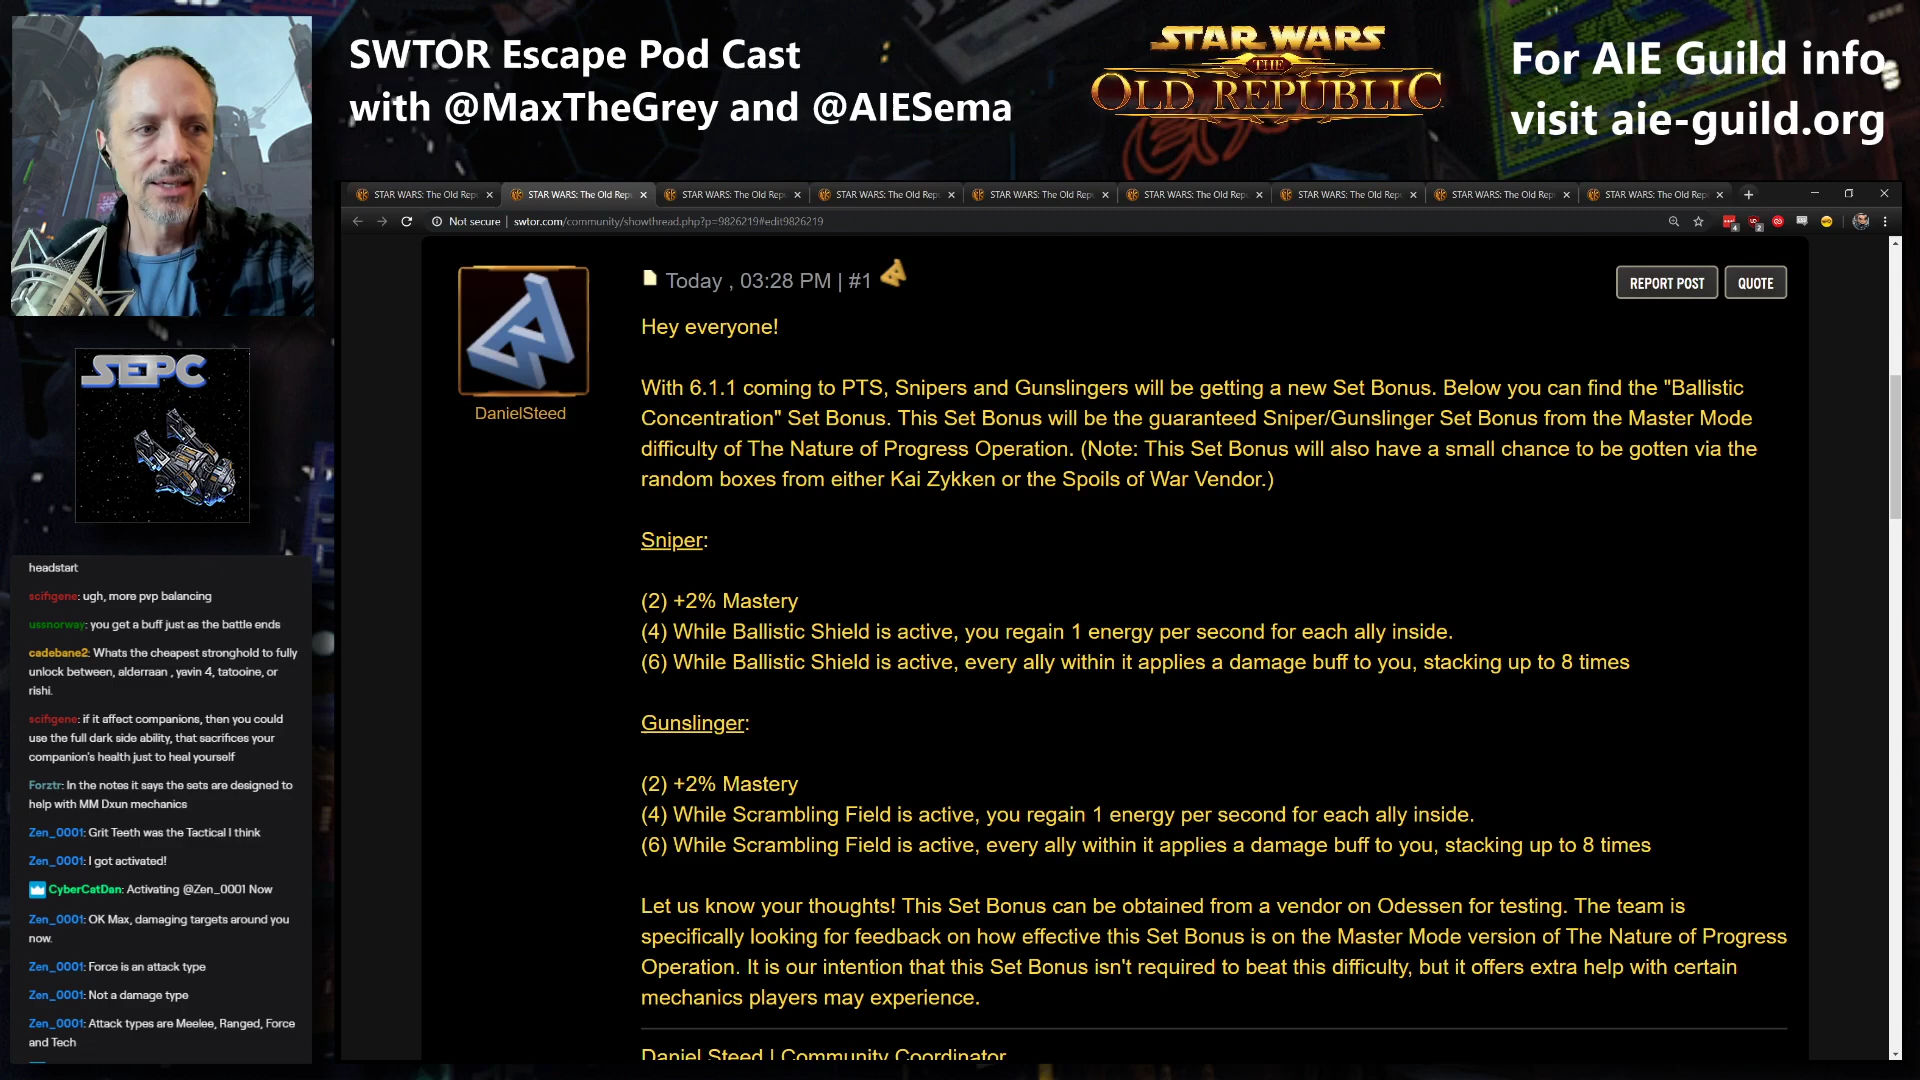 SWTOR Escape Pod Cast
with @MaxTheGrey and @AIESema
STAR WARS
THE
OLD REPUBLIC
For AIE Guild info
visit aie-guild.org
STAR WARS: The Old Rep
STAR WARS: The Old Rep
STAR WARS: The Old Rep
STAR WARS: The Old Rep
STAR WARS: The Old Rep
STAR WARS: The Old Rep
STAR WARS: The Old Rep
STAR WARS: The Old Rep
STAR WARS: The Old Rep
Not secure | swtor.com/community/showthread.php?p=9826219#edit9826219
DanielSteed
Today , 03:28 PM | #1
REPORT POST
QUOTE
Hey everyone!
With 6.1.1 coming to PTS, Snipers and Gunslingers will be getting a new Set Bonus. Below you can find the "Ballistic
Concentration" Set Bonus. This Set Bonus will be the guaranteed Sniper/Gunslinger Set Bonus from the Master Mode
difficulty of The Nature of Progress Operation. (Note: This Set Bonus will also have a small chance to be gotten via the
random boxes from either Kai Zykken or the Spoils of War Vendor.)
Sniper:
(2) +2% Mastery
(4) While Ballistic Shield is active, you regain 1 energy per second for each ally inside.
(6) While Ballistic Shield is active, every ally within it applies a damage buff to you, stacking up to 8 times
Gunslinger:
(2) +2% Mastery
(4) While Scrambling Field is active, you regain 1 energy per second for each ally inside.
(6) While Scrambling Field is active, every ally within it applies a damage buff to you, stacking up to 8 times
Let us know your thoughts! This Set Bonus can be obtained from a vendor on Odessen for testing. The team is
specifically looking for feedback on how effective this Set Bonus is on the Master Mode version of The Nature of Progress
Operation. It is our intention that this Set Bonus isn't required to beat this difficulty, but it offers extra help with certain
mechanics players may experience.
Daniel Steed | Community Coordinator
SEPC
headstart
scifigene: ugh, more pvp balancing
ussnorway: you get a buff just as the battle ends
cadebane2: Whats the cheapest stronghold to fully
unlock between, alderraan , yavin 4, tatooine, or
rishi.
scifigene: if it affect companions, then you could
use the full dark side ability, that sacrifices your
companion's health just to heal yourself
Forztr: In the notes it says the sets are designed to
help with MM Dxun mechanics
Zen_0001: Grit Teeth was the Tactical I think
Zen_0001: I got activated!
CyberCatDan: Activating @Zen_0001 Now
Zen_0001: OK Max, damaging targets around you
now.
Zen_0001: Force is an attack type
Zen_0001: Not a damage type
Zen_0001: Attack types are Meelee, Ranged, Force
and Tech